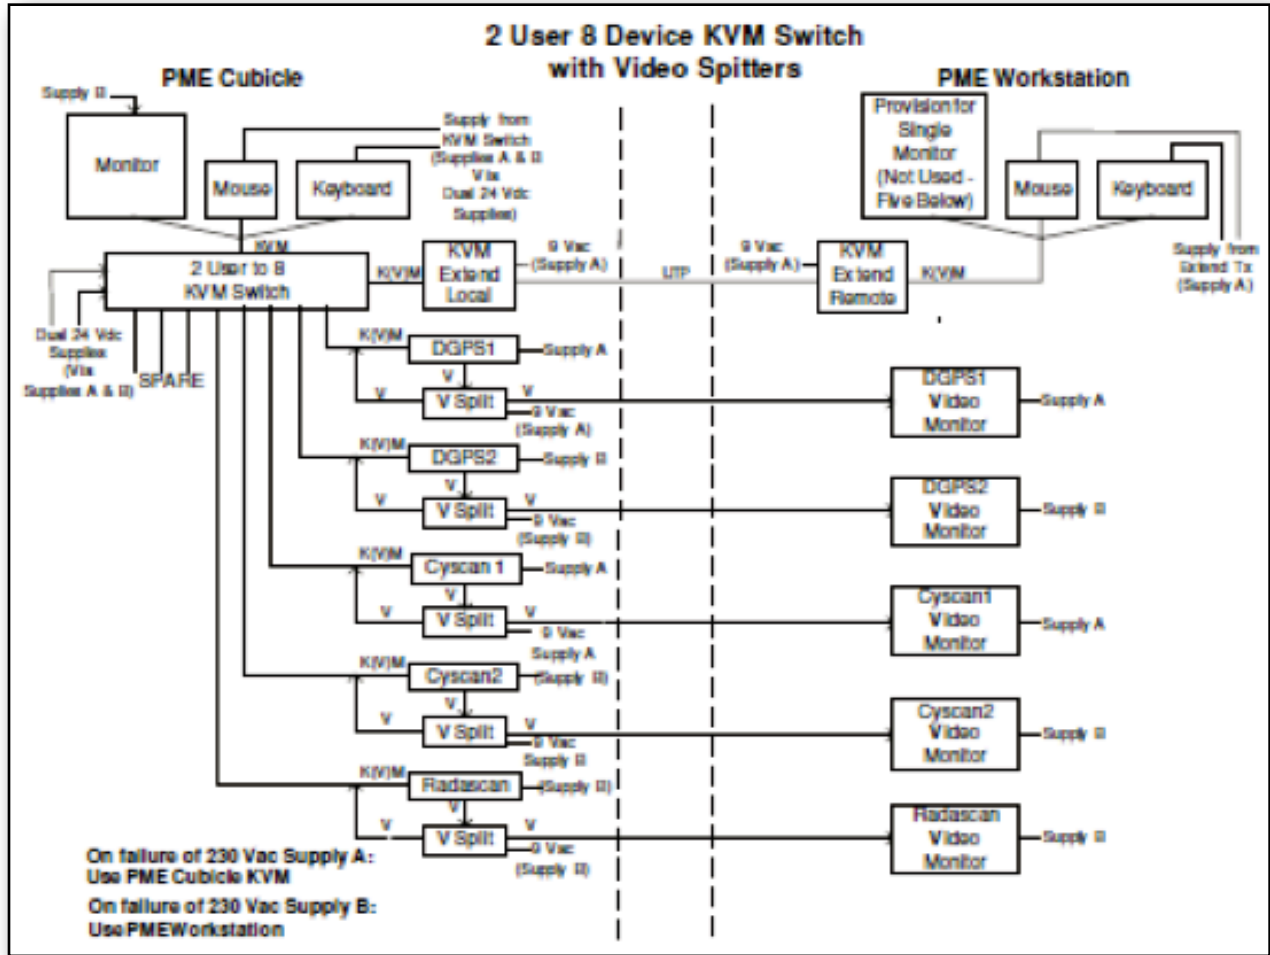 2 User 8 Device KVM Switch
with Video Spitters
PME Cubicle
PME Workstation
Supply B
Monitor
Mouse
Keyboard
Supply from
KVM Switch
(Supplies A & B
Via
Dual 24 Vdc
Supplies)
Provision for
Single
Monitor
(Not Used -
Five Below)
Mouse
Keyboard
KVM
2 User to 8
KVM Switch
K(V)M
KVM
Extend
Local
9 Vac
(Supply A)
UTP
9 Vac
(Supply A)
KVM
Extend
Remote
K(V)M
Supply from
Extend Tx
(Supply A)
Dual 24 Vdc
Supplies
(Via
Supplies A & B)
SPARE
K(V)M
DGPS1
Supply A
V
V
V Split
V
9 Vac
(Supply A)
DGPS1
Video
Monitor
Supply A
K(V)M
DGPS2
Supply B
V
V
V Split
V
9 Vac
(Supply B)
DGPS2
Video
Monitor
Supply B
K(V)M
Cyscan 1
Supply A
V
V
V Split
V
9 Vac
Supply A
Cyscan1
Video
Monitor
Supply A
K(V)M
Cyscan2
(Supply B)
V
V
V Split
V
9 Vac
Supply B
Cyscan2
Video
Monitor
Supply B
K(V)M
Radascan
(Supply B)
V
V
V Split
V
9 Vac
(Supply B)
Radascan
Video
Monitor
Supply B
On failure of 230 Vac Supply A:
Use PME Cubicle KVM
On failure of 230 Vac Supply B:
Use PMEWorkstation